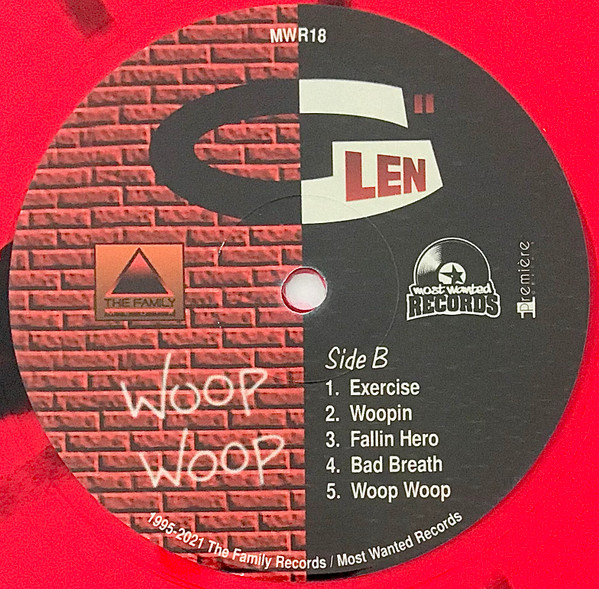 MWR18
G"
LEN
THE FAMILY
most wanted
RECORDS
Première
Woop
Woop
Side B
1. Exercise
2. Woopin
3. Fallin Hero
4. Bad Breath
5. Woop Woop
1995-2021 The Family Records / Most Wanted Records